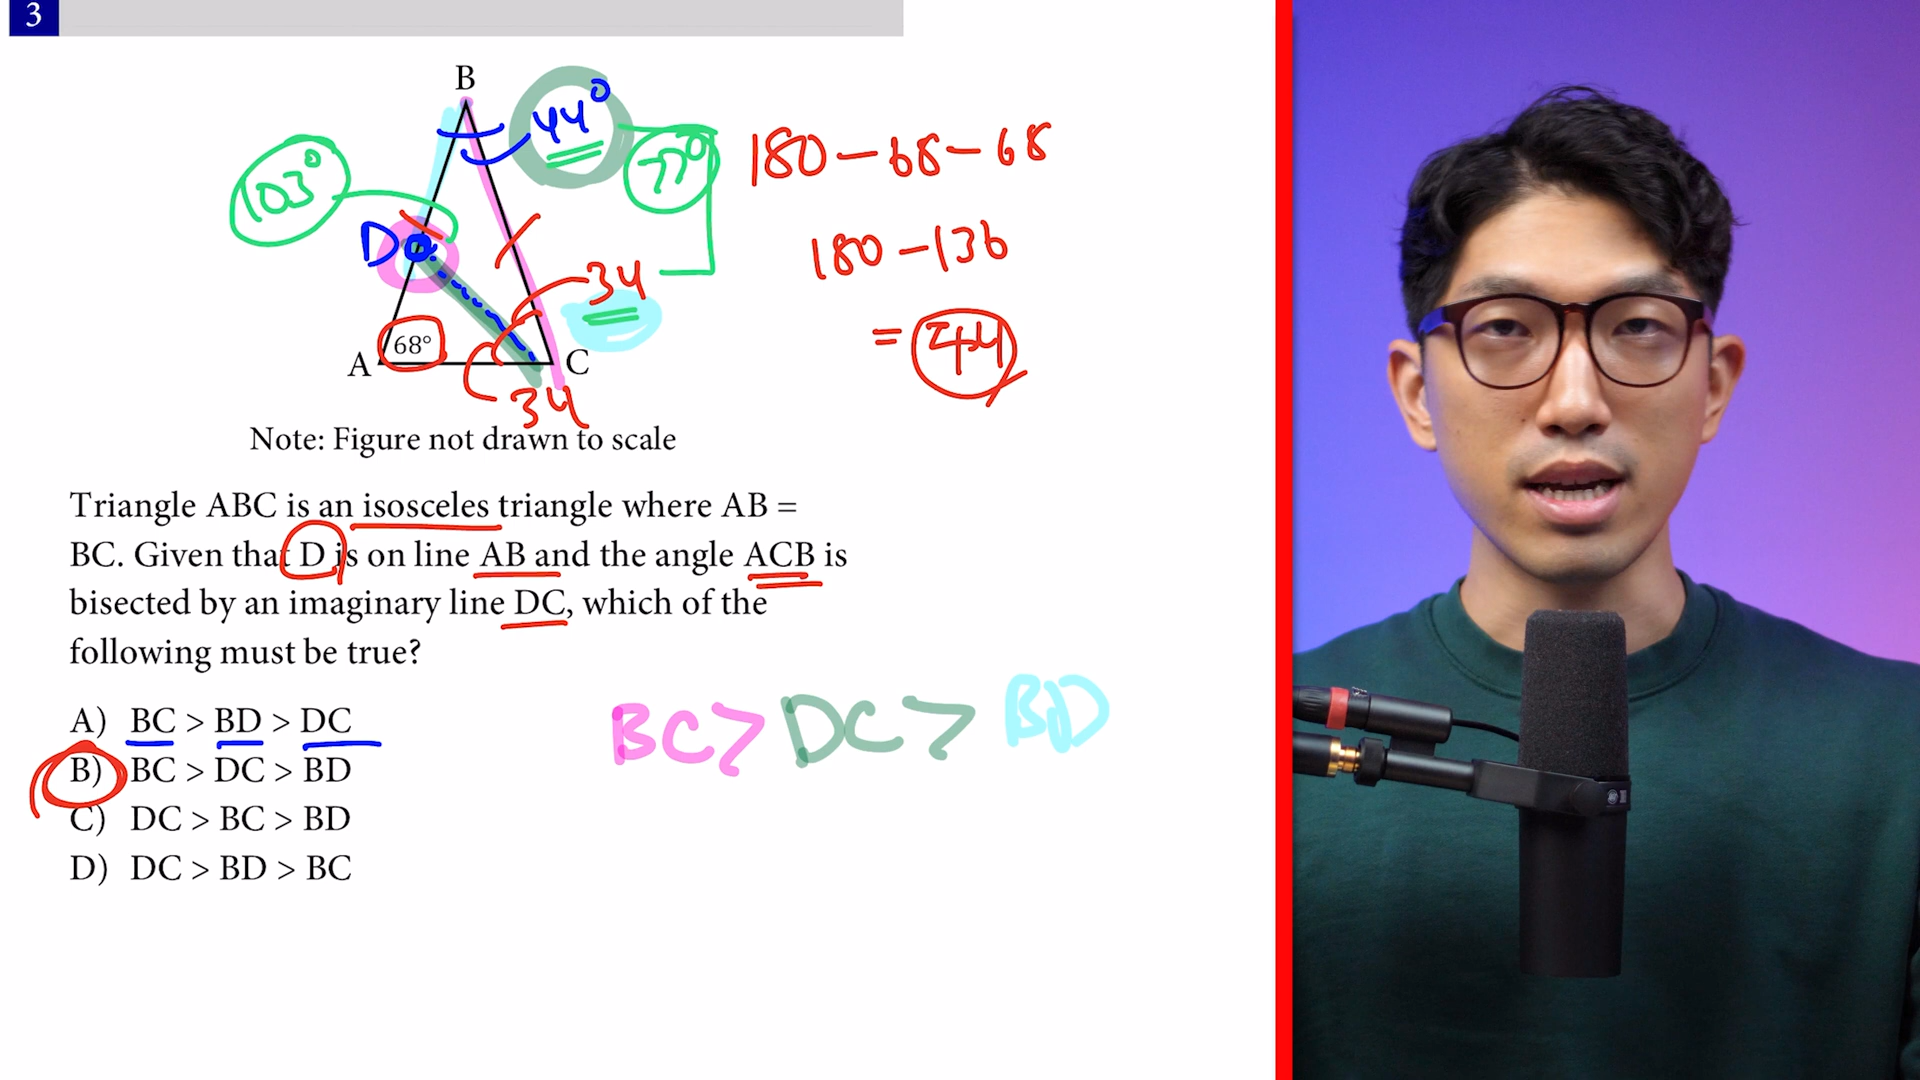 3
B
44°
77°
103°
180 - 68 - 68
180 - 136
= 44
D
34
68°
A
C
34
Note: Figure not drawn to scale
Triangle ABC is an isosceles triangle where AB =
BC. Given that D is on line AB and the angle ACB is
bisected by an imaginary line DC, which of the
following must be true?
A) BC > BD > DC
B) BC > DC > BD
C) DC > BC > BD
D) DC > BD > BC
BC > DC > BD